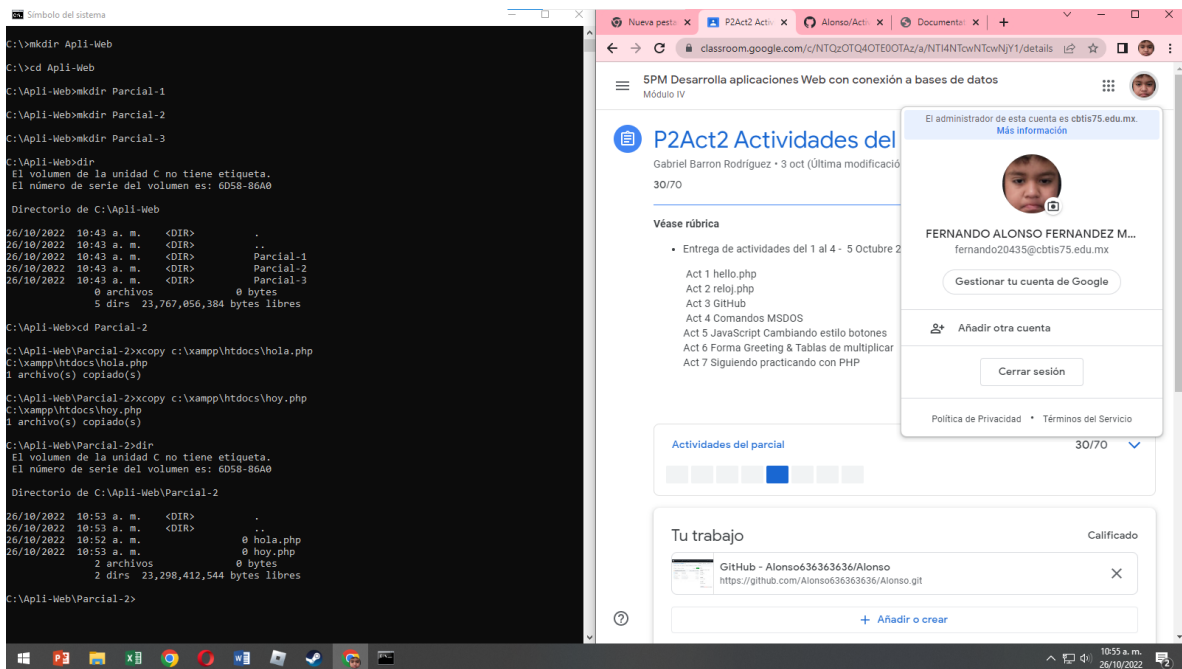 Símbolo del sistema
C:\>mkdir Apli-Web
C:\>cd Apli-Web
C:\Apli-Web>mkdir Parcial-1
C:\Apli-Web>mkdir Parcial-2
C:\Apli-Web>mkdir Parcial-3
C:\Apli-Web>dir
El volumen de la unidad C no tiene etiqueta.
El número de serie del volumen es: 6D58-86A0
Directorio de C:\Apli-Web
26/10/2022 10:43 a. m. <DIR> .
26/10/2022 10:43 a. m. <DIR> ..
26/10/2022 10:43 a. m. <DIR> Parcial-1
26/10/2022 10:43 a. m. <DIR> Parcial-2
26/10/2022 10:43 a. m. <DIR> Parcial-3
0 archivos 0 bytes
5 dirs 23,767,056,384 bytes libres
C:\Apli-Web>cd Parcial-2
C:\Apli-Web\Parcial-2>xcopy c:\xampp\htdocs\hola.php
C:\xampp\htdocs\hola.php
1 archivo(s) copiado(s)
C:\Apli-Web\Parcial-2>xcopy c:\xampp\htdocs\hoy.php
C:\xampp\htdocs\hoy.php
1 archivo(s) copiado(s)
C:\Apli-Web\Parcial-2>dir
El volumen de la unidad C no tiene etiqueta.
El número de serie del volumen es: 6D58-86A0
Directorio de C:\Apli-Web\Parcial-2
26/10/2022 10:53 a. m. <DIR> .
26/10/2022 10:53 a. m. <DIR> ..
26/10/2022 10:52 a. m. 0 hola.php
26/10/2022 10:53 a. m. 0 hoy.php
2 archivos 0 bytes
2 dirs 23,298,412,544 bytes libres
C:\Apli-Web\Parcial-2>
Nueva pesta P2Act2 Activ Alonso/Acti Documental
classroom.google.com/c/NTQzOTQ4OTE0OTAz/a/NTI4NTcwNTcwNjY1/details
5PM Desarrolla aplicaciones Web con conexión a bases de datos
Módulo IV
P2Act2 Actividades del
Gabriel Barron Rodríguez • 3 oct (Última modificació
30/70
Véase rúbrica
Entrega de actividades del 1 al 4 - 5 Octubre 2
Act 1 hello.php
Act 2 reloj.php
Act 3 GitHub
Act 4 Comandos MSDOS
Act 5 JavaScript Cambiando estilo botones
Act 6 Forma Greeting & Tablas de multiplicar
Act 7 Siguiendo practicando con PHP
El administrador de esta cuenta es cbtis75.edu.mx.
Más información
FERNANDO ALONSO FERNANDEZ M...
fernando20435@cbtis75.edu.mx
Gestionar tu cuenta de Google
Añadir otra cuenta
Cerrar sesión
Política de Privacidad • Términos del Servicio
Actividades del parcial 30/70
Tu trabajo Calificado
GitHub - Alonso636363636/Alonso
https://github.com/Alonso636363636/Alonso.git
+ Añadir o crear
10:55 a. m.
26/10/2022